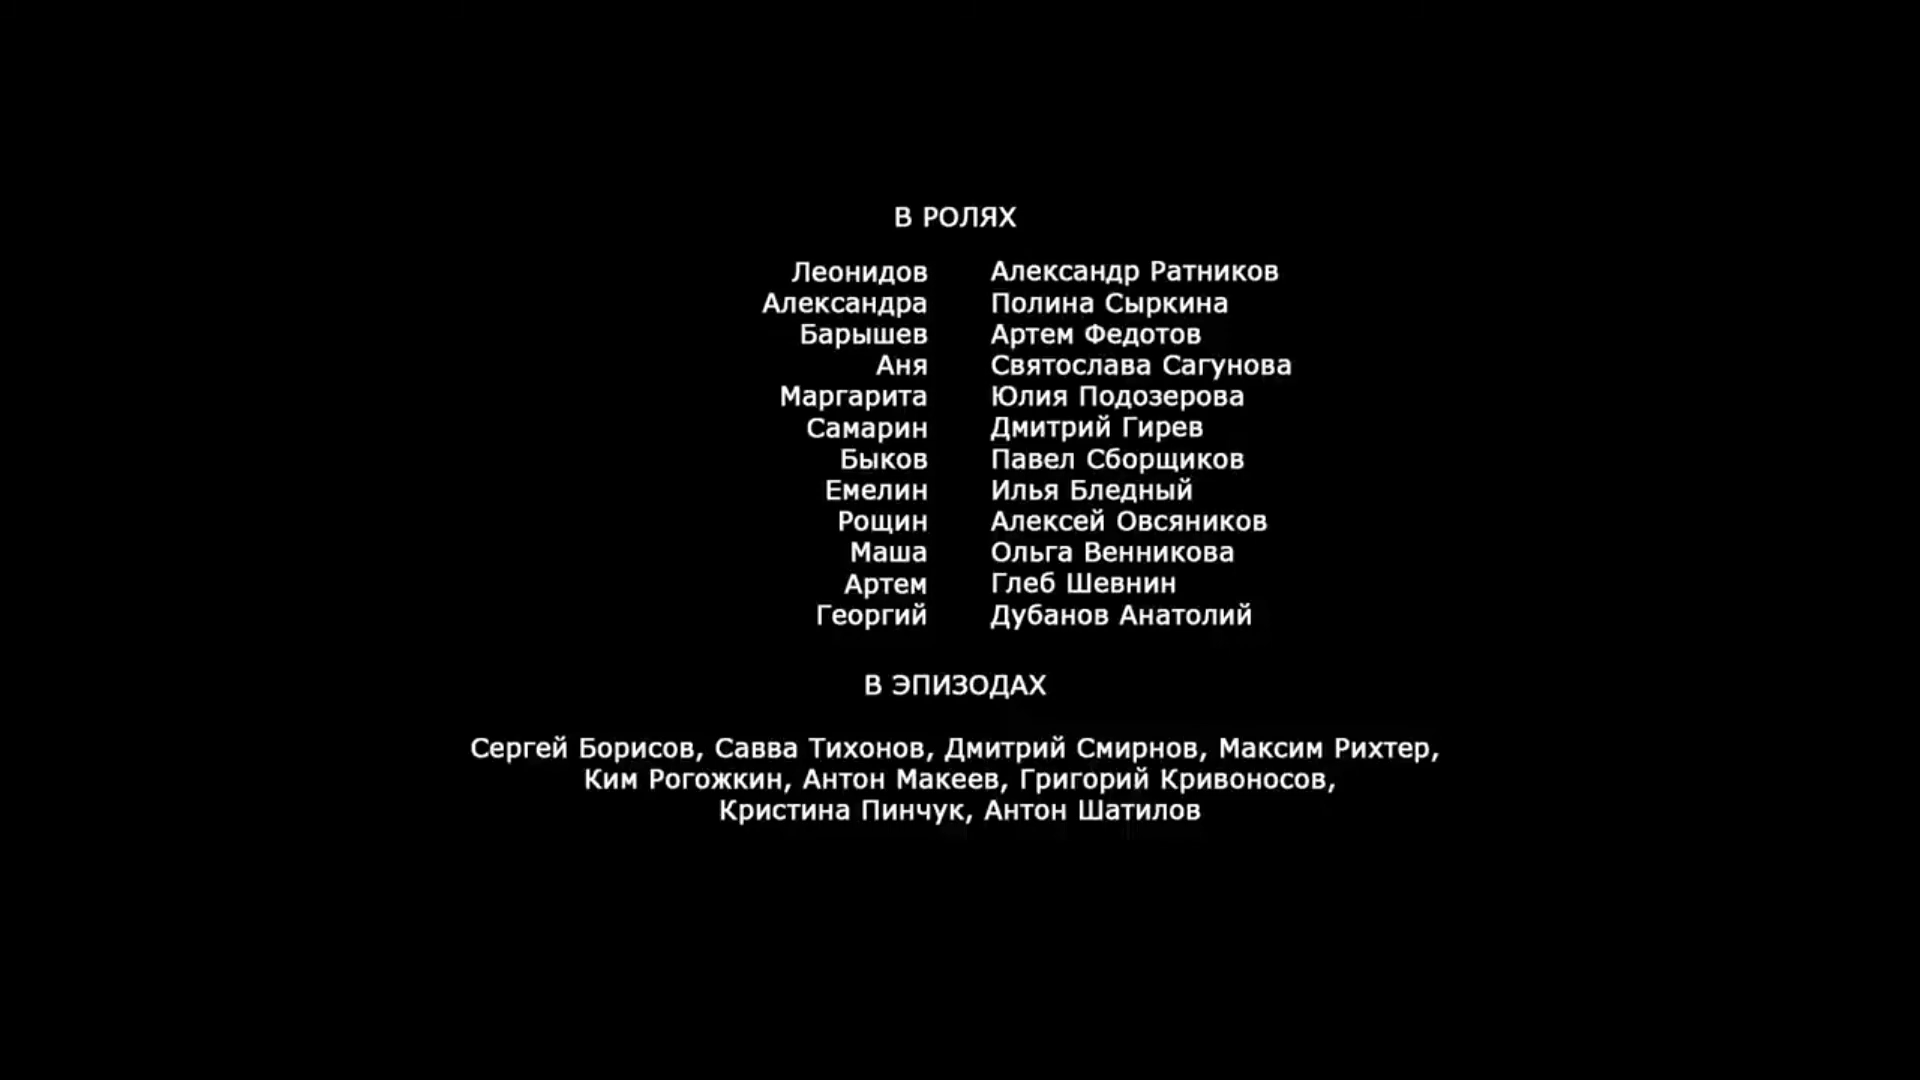 В РОЛЯХ
Леонидов Александр Ратников
Александра Полина Сыркина
Барышев Артем Федотов
Аня Святослава Сагунова
Маргарита Юлия Подозерова
Самарин Дмитрий Гирев
Быков Павел Сборщиков
Емелин Илья Бледный
Рощин Алексей Овсяников
Маша Ольга Венникова
Артем Глеб Шевнин
Георгий Дубанов Анатолий
В ЭПИЗОДАХ
Сергей Борисов, Савва Тихонов, Дмитрий Смирнов, Максим Рихтер,
Ким Рогожкин, Антон Макеев, Григорий Кривоносов,
Кристина Пинчук, Антон Шатилов